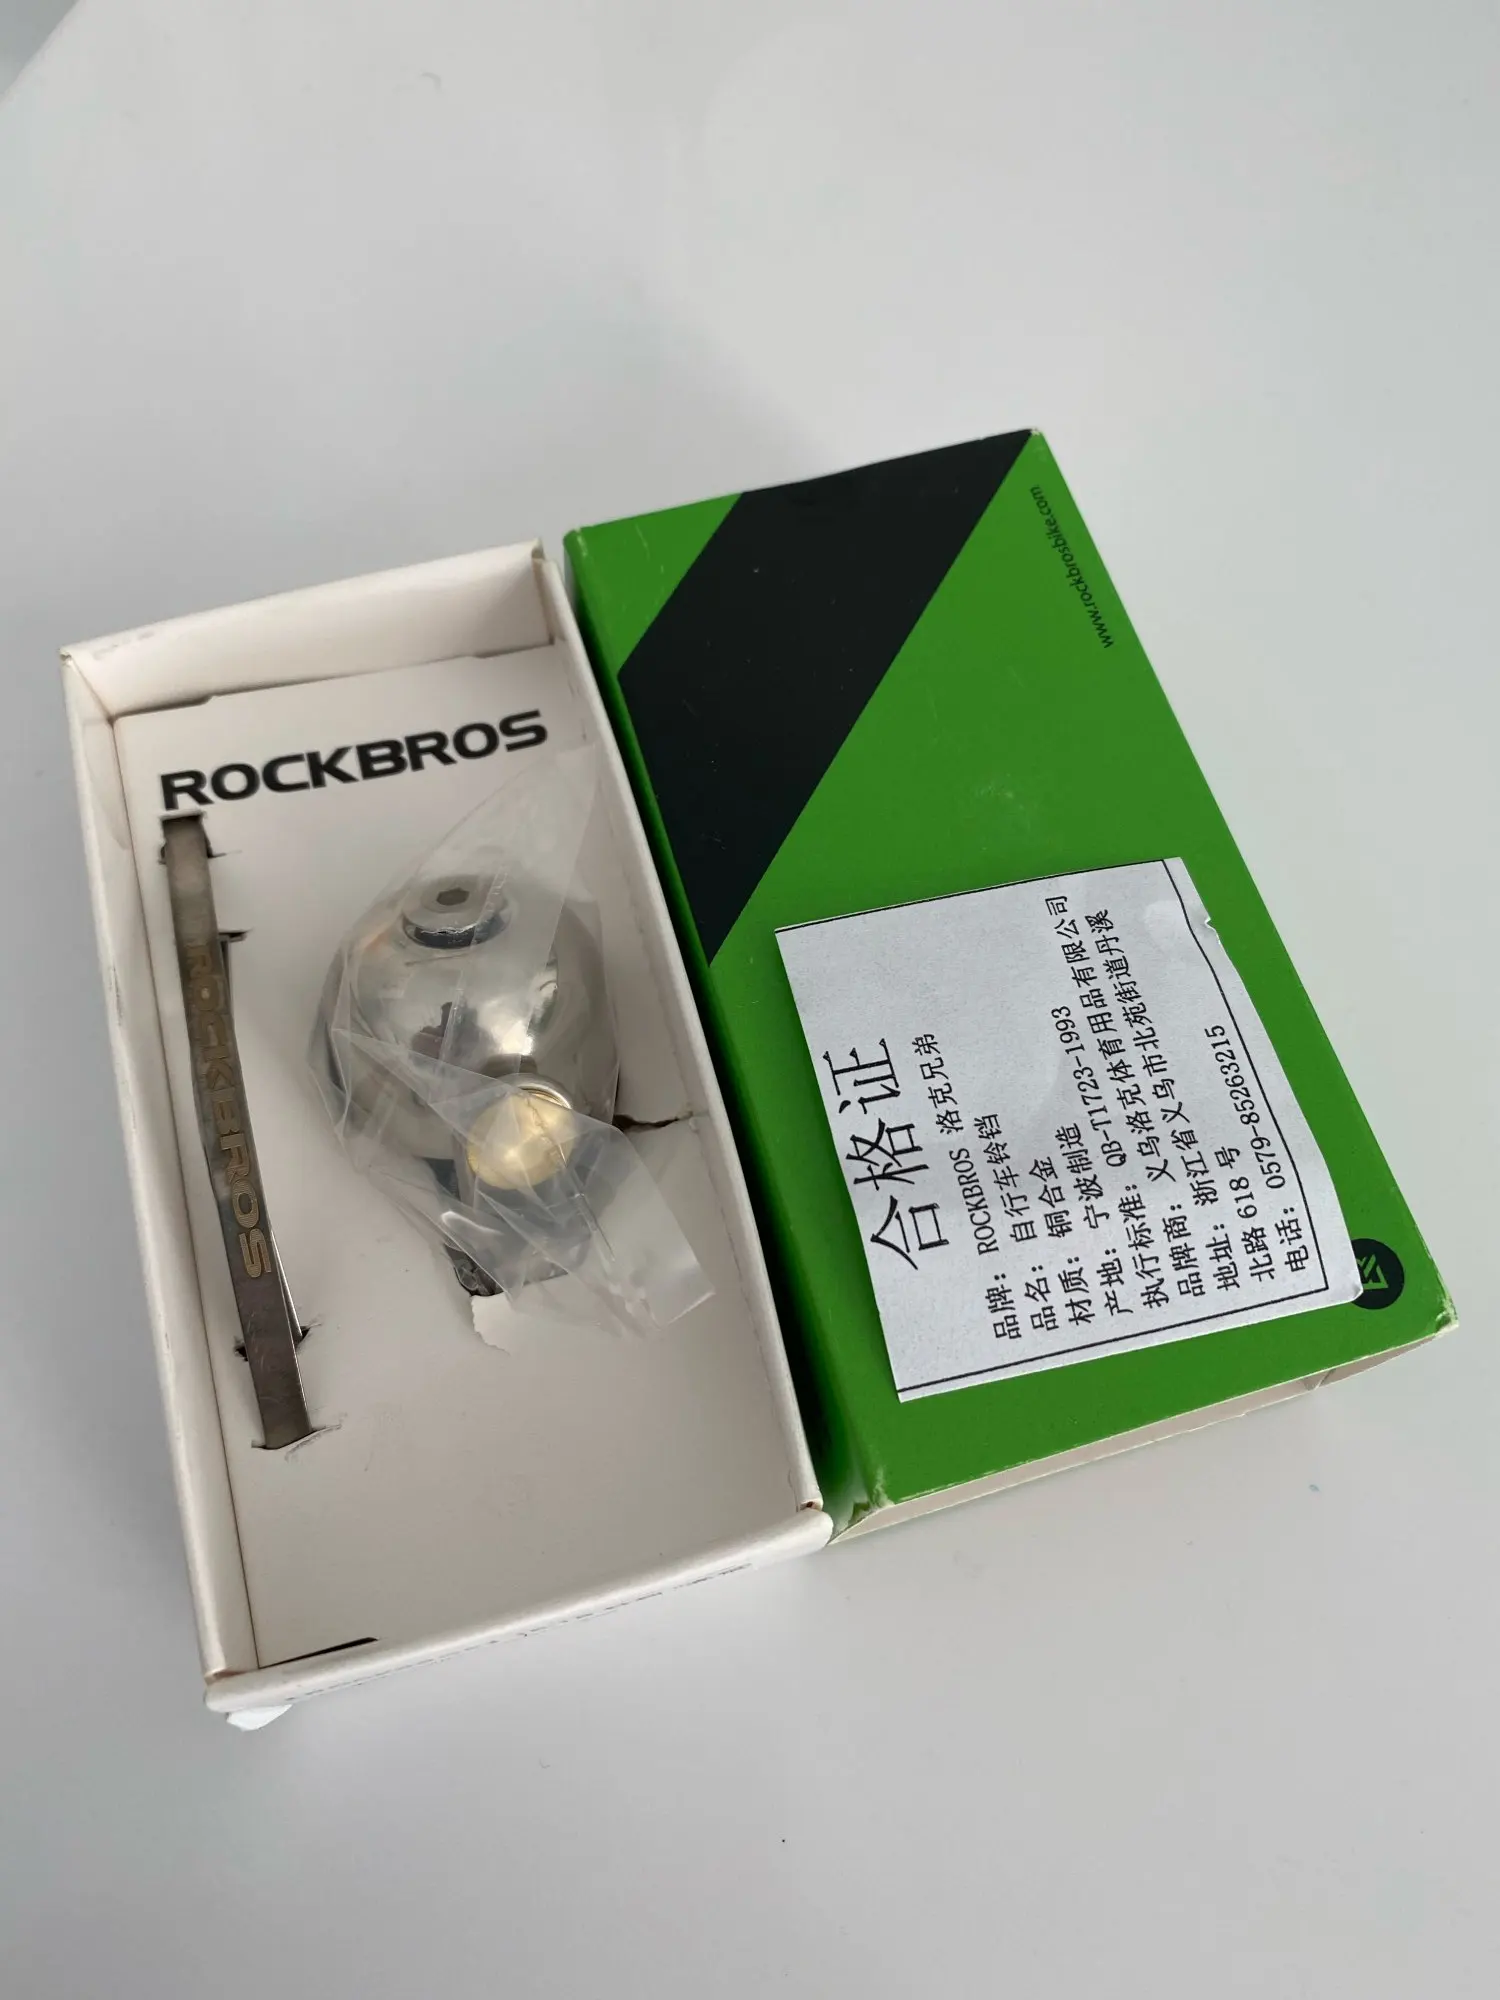 ROCKBROS
ROCKBROS
www.rockbrosbike.com
合格证
品牌：ROCKBROS 洛克兄弟
品名：自行车铃铛
材质：铜合金
产地：宁波制造
执行标准：QB-T1723-1993
品牌商：义乌洛克体育用品有限公司
地址：浙江省义乌市北苑街道丹溪
北路 618 号
电话：0579-85263215